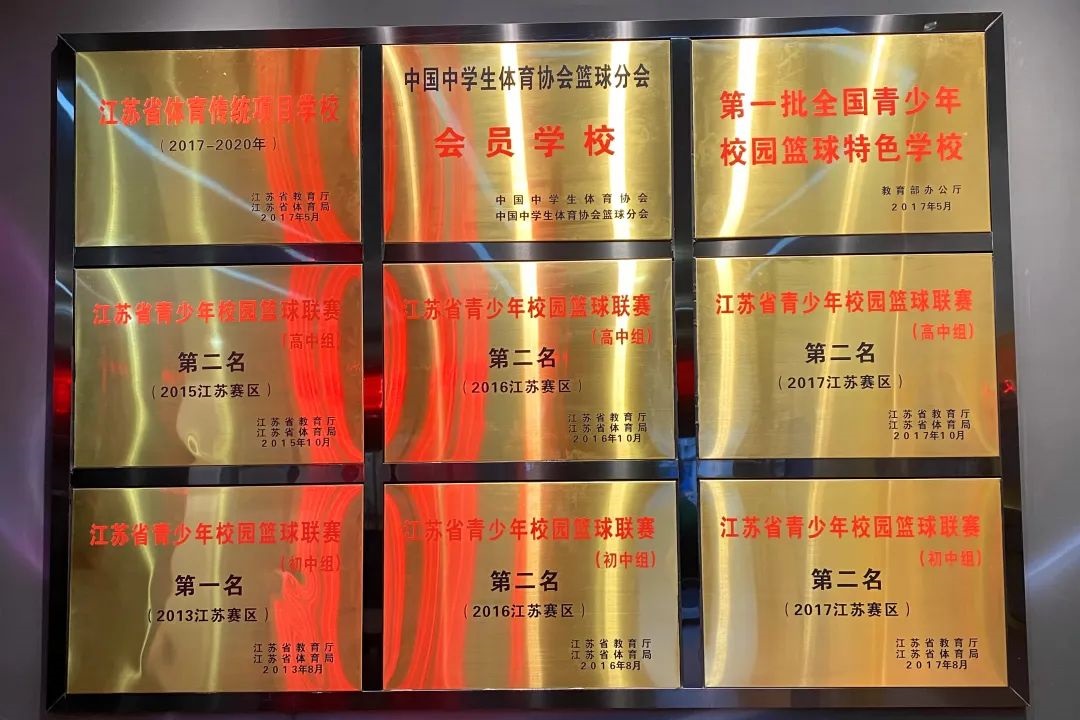 江苏省体育传统项目学校
（2017-2020年）
江苏省教育厅
江苏省体育局
2017年5月
中国中学生体育协会篮球分会
会员学校
中国中学生体育协会
中国中学生体育协会篮球分会
第一批全国青少年
校园篮球特色学校
教育部办公厅
2017年5月
江苏省青少年校园篮球联赛
（高中组）
第二名
（2015江苏赛区）
江苏省教育厅
江苏省体育局
2015年10月
江苏省青少年校园篮球联赛
（高中组）
第二名
（2016江苏赛区）
江苏省教育厅
江苏省体育局
2016年10月
江苏省青少年校园篮球联赛
（高中组）
第二名
（2017江苏赛区）
江苏省教育厅
江苏省体育局
2017年10月
江苏省青少年校园篮球联赛
（初中组）
第一名
（2013江苏赛区）
江苏省教育厅
江苏省体育局
2013年8月
江苏省青少年校园篮球联赛
（初中组）
第二名
（2016江苏赛区）
江苏省教育厅
江苏省体育局
2016年8月
江苏省青少年校园篮球联赛
（初中组）
第二名
（2017江苏赛区）
江苏省教育厅
江苏省体育局
2017年8月